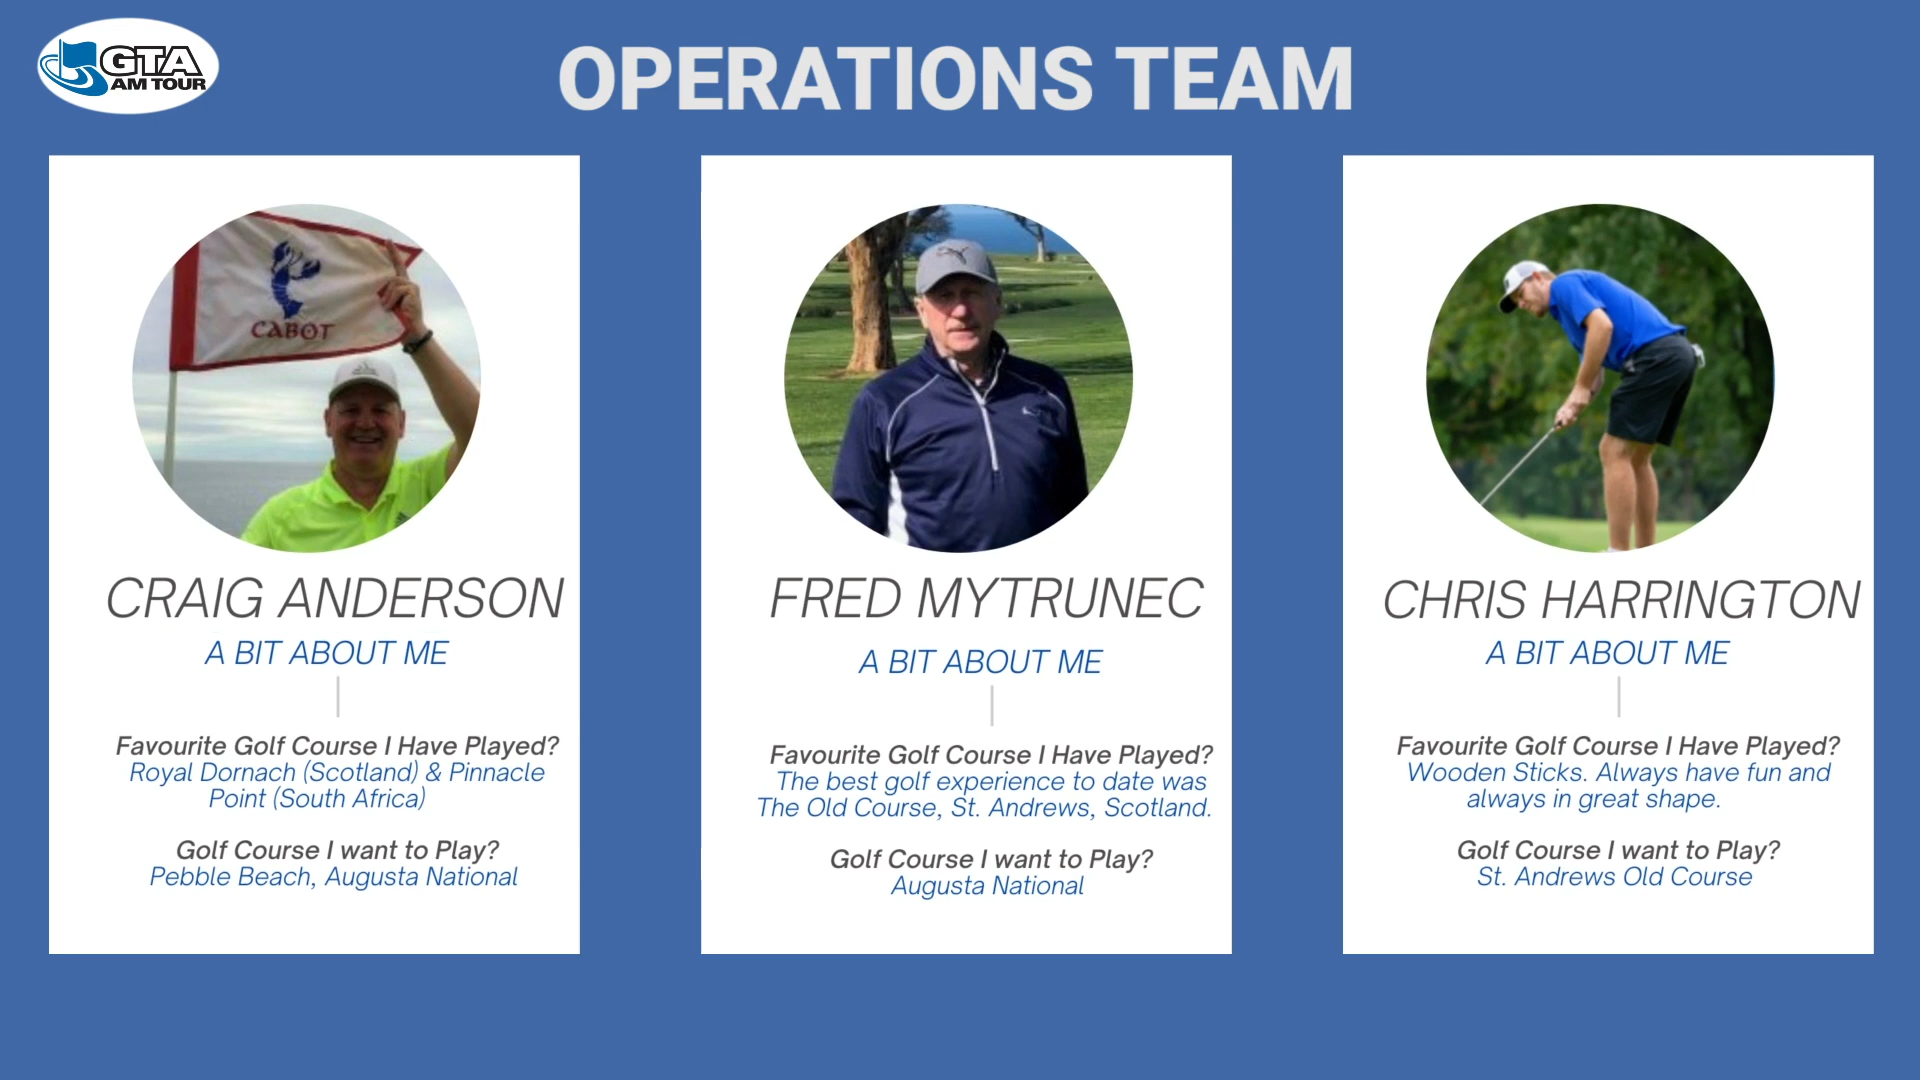 GTA
AM TOUR
OPERATIONS TEAM
CABOT
CRAIG ANDERSON
A BIT ABOUT ME
Favourite Golf Course I Have Played?
Royal Dornach (Scotland) & Pinnacle
Point (South Africa)
Golf Course I want to Play?
Pebble Beach, Augusta National
FRED MYTRUNEC
A BIT ABOUT ME
Favourite Golf Course I Have Played?
The best golf experience to date was
The Old Course, St. Andrews, Scotland.
Golf Course I want to Play?
Augusta National
CHRIS HARRINGTON
A BIT ABOUT ME
Favourite Golf Course I Have Played?
Wooden Sticks. Always have fun and
always in great shape.
Golf Course I want to Play?
St. Andrews Old Course